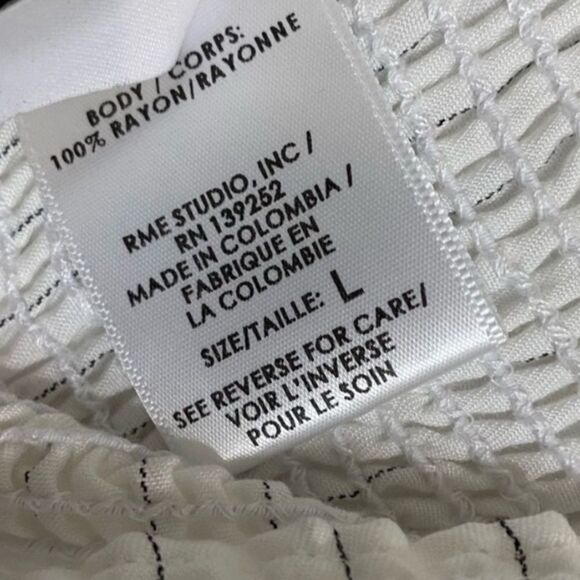 BODY / CORPS:
100% RAYON/RAYONNE
RME STUDIO, INC /
RN 139252
MADE IN COLOMBIA /
FABRIQUE EN
LA COLOMBIE
SIZE/TAILLE: L
SEE REVERSE FOR CARE/
VOIR L'INVERSE
POUR LE SOIN